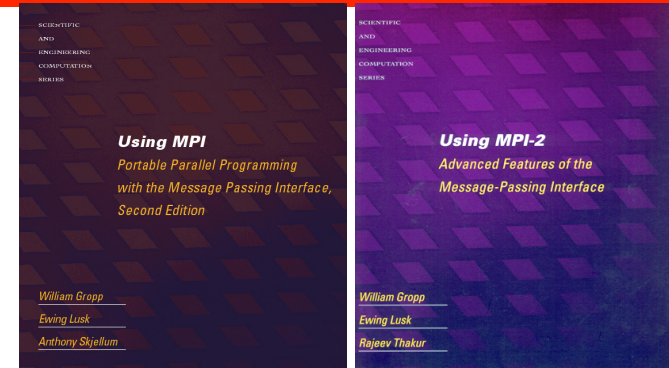 SCIENTIFIC
AND
ENGINEERING
COMPUTATION
SERIES
Using MPI
Portable Parallel Programming
with the Message Passing Interface,
Second Edition
William Gropp
Ewing Lusk
Anthony Skjellum
SCIENTIFIC
AND
ENGINEERING
COMPUTATION
SERIES
Using MPI-2
Advanced Features of the
Message-Passing Interface
William Gropp
Ewing Lusk
Rajeev Thakur